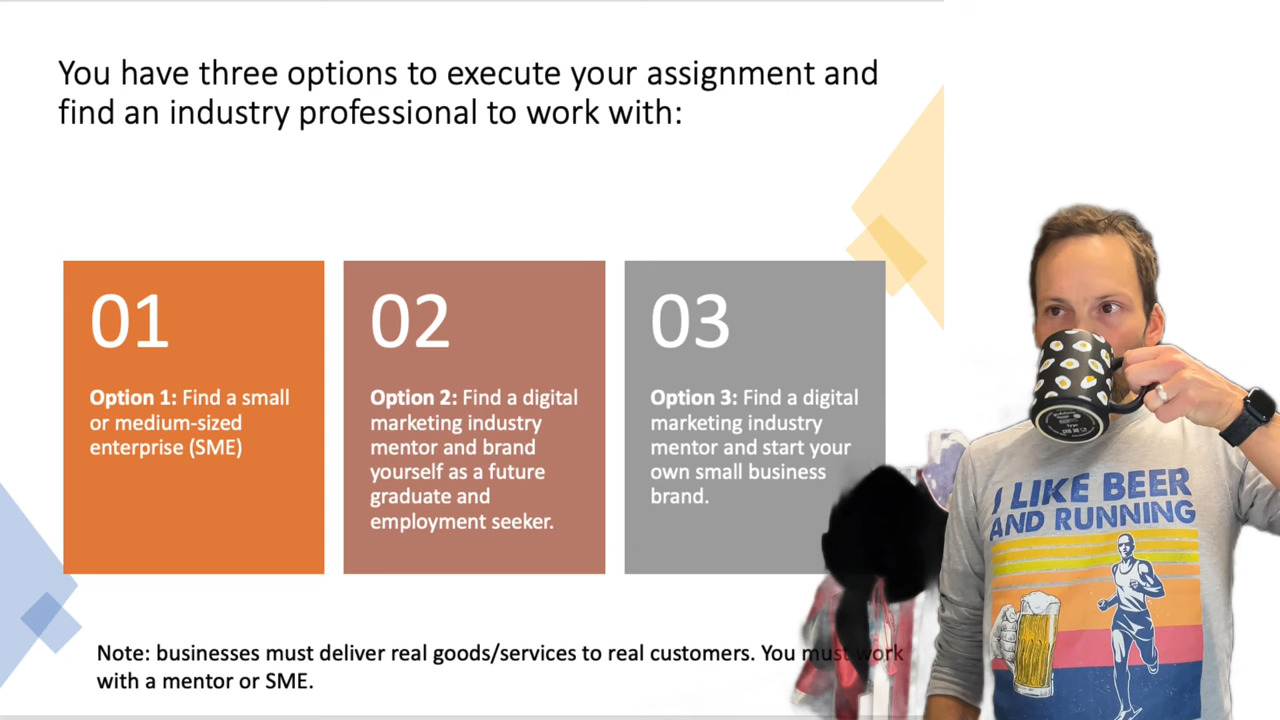 You have three options to execute your assignment and
find an industry professional to work with:
01
Option 1: Find a small
or medium-sized
enterprise (SME)
02
Option 2: Find a digital
marketing industry
mentor and brand
yourself as a future
graduate and
employment seeker.
03
Option 3: Find a digital
marketing industry
mentor and start your
own small business
brand.
Note: businesses must deliver real goods/services to real customers. You must work
with a mentor or SME.
I LIKE BEER
AND RUNNING